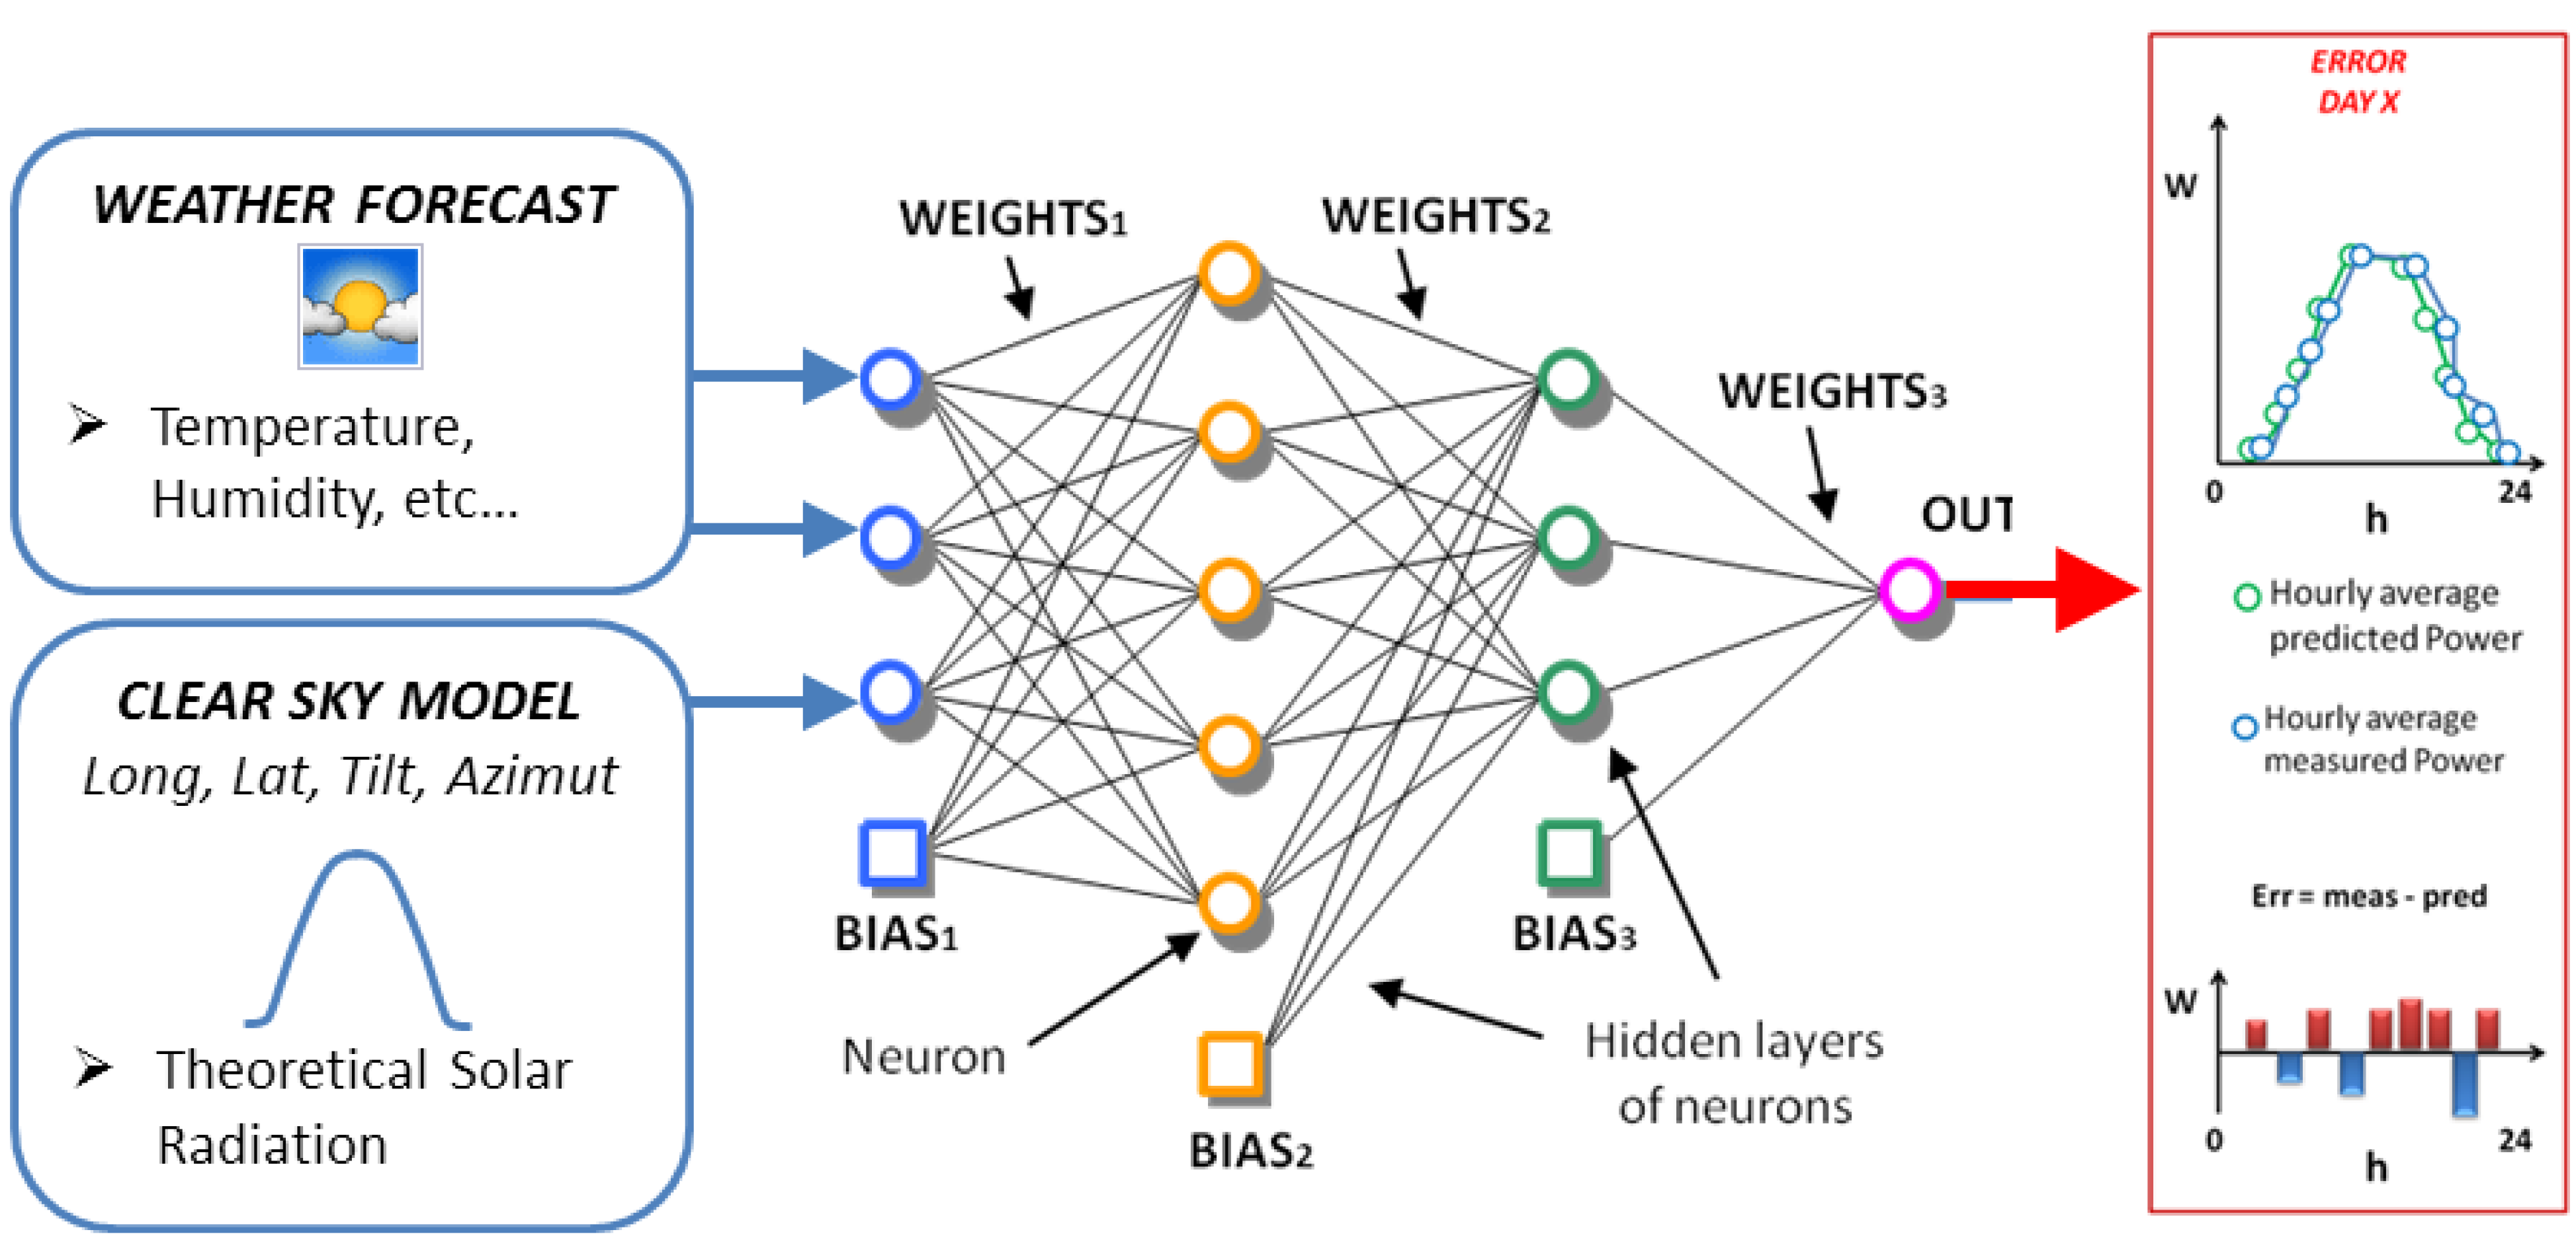 WEATHER FORECAST
➢ Temperature,
Humidity, etc...
CLEAR SKY MODEL
Long, Lat, Tilt, Azimut
➢ Theoretical Solar
Radiation
WEIGHTS1
WEIGHTS2
WEIGHTS3
OUT
BIAS1
BIAS3
Neuron
Hidden layers
of neurons
BIAS2
ERROR
DAY X
W
0
24
h
Hourly average
predicted Power
Hourly average
measured Power
Err = meas - pred
W
0
24
h